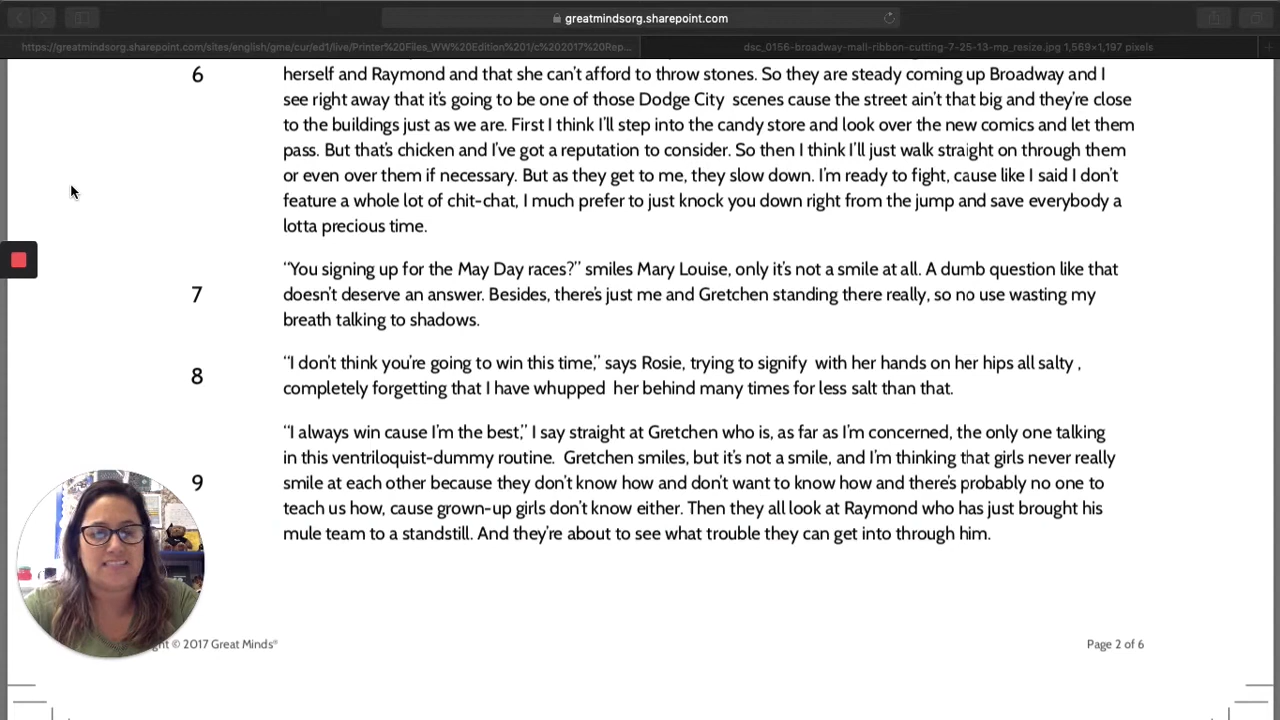 greatmindsorg.sharepoint.com
https://greatmindsorg.sharepoint.com/sites/english/gme/cur/ed1/live/Printer%20Files_WW%20Edition%201/c%202017%20Rep...
dsc_0156-broadway-mall-ribbon-cutting-7-25-13-mp_resize.jpg 1,569×1,197 pixels
6
herself and Raymond and that she can't afford to throw stones. So they are steady coming up Broadway and I
see right away that it's going to be one of those Dodge City scenes cause the street ain't that big and they're close
to the buildings just as we are. First I think I'll step into the candy store and look over the new comics and let them
pass. But that's chicken and I've got a reputation to consider. So then I think I'll just walk straight on through them
or even over them if necessary. But as they get to me, they slow down. I'm ready to fight, cause like I said I don't
feature a whole lot of chit-chat, I much prefer to just knock you down right from the jump and save everybody a
lotta precious time.
7
“You signing up for the May Day races?” smiles Mary Louise, only it's not a smile at all. A dumb question like that
doesn't deserve an answer. Besides, there's just me and Gretchen standing there really, so no use wasting my
breath talking to shadows.
8
“I don't think you're going to win this time,” says Rosie, trying to signify with her hands on her hips all salty ,
completely forgetting that I have whupped her behind many times for less salt than that.
9
“I always win cause I'm the best,” I say straight at Gretchen who is, as far as I'm concerned, the only one talking
in this ventriloquist-dummy routine. Gretchen smiles, but it's not a smile, and I'm thinking that girls never really
smile at each other because they don't know how and don't want to know how and there's probably no one to
teach us how, cause grown-up girls don't know either. Then they all look at Raymond who has just brought his
mule team to a standstill. And they're about to see what trouble they can get into through him.
© 2017 Great Minds®
Page 2 of 6